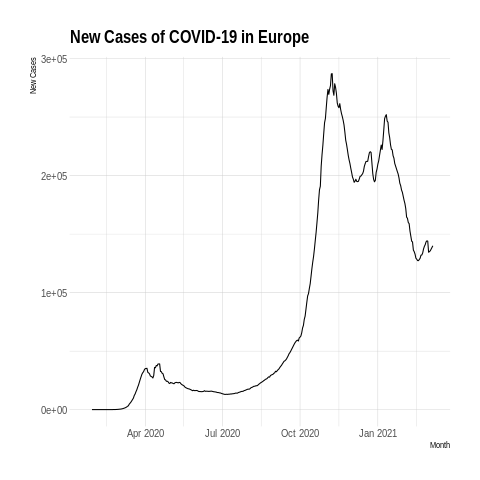 New Cases of COVID-19 in Europe
New Cases
3e+05
2e+05
1e+05
0e+00
Apr 2020 Jul 2020 Oct 2020 Jan 2021
Month